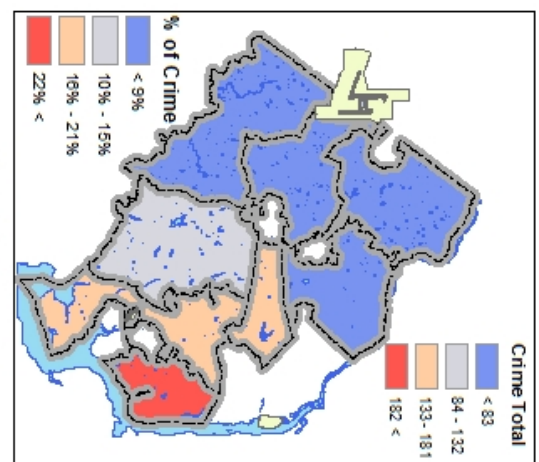 % of Crime
< 9%
10% - 15%
16% - 21%
22% <
Crime Total
< 83
84 - 132
133- 181
182 <